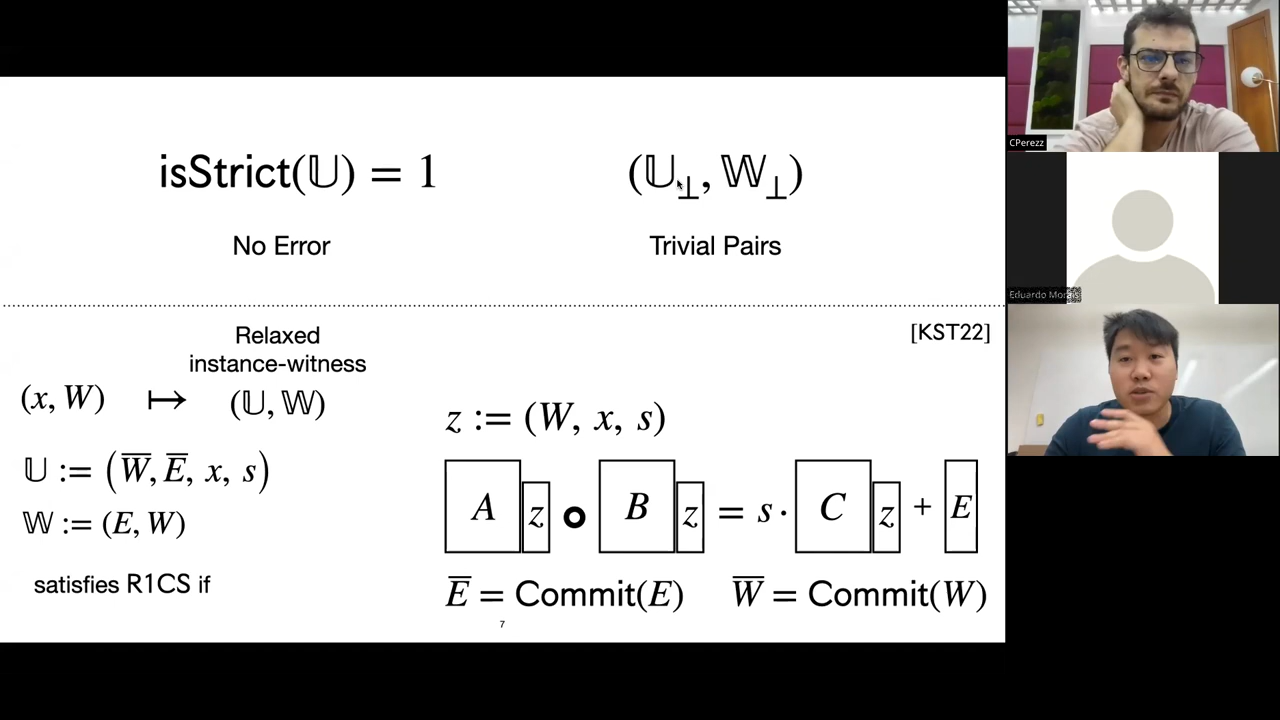 isStrict(𝕌) = 1
(𝕌⊥, 𝕎⊥)
No Error
Trivial Pairs
Relaxed
instance-witness
[KST22]
(x, W) ↦ (𝕌, 𝕎)
z := (W, x, s)
𝕌 := (W̅, E̅, x, s)
𝕎 := (E, W)
A z ∘ B z = s · C z + E
satisfies R1CS if
E̅ = Commit(E) W̅ = Commit(W)
7
CPerezz
Eduardo Morais